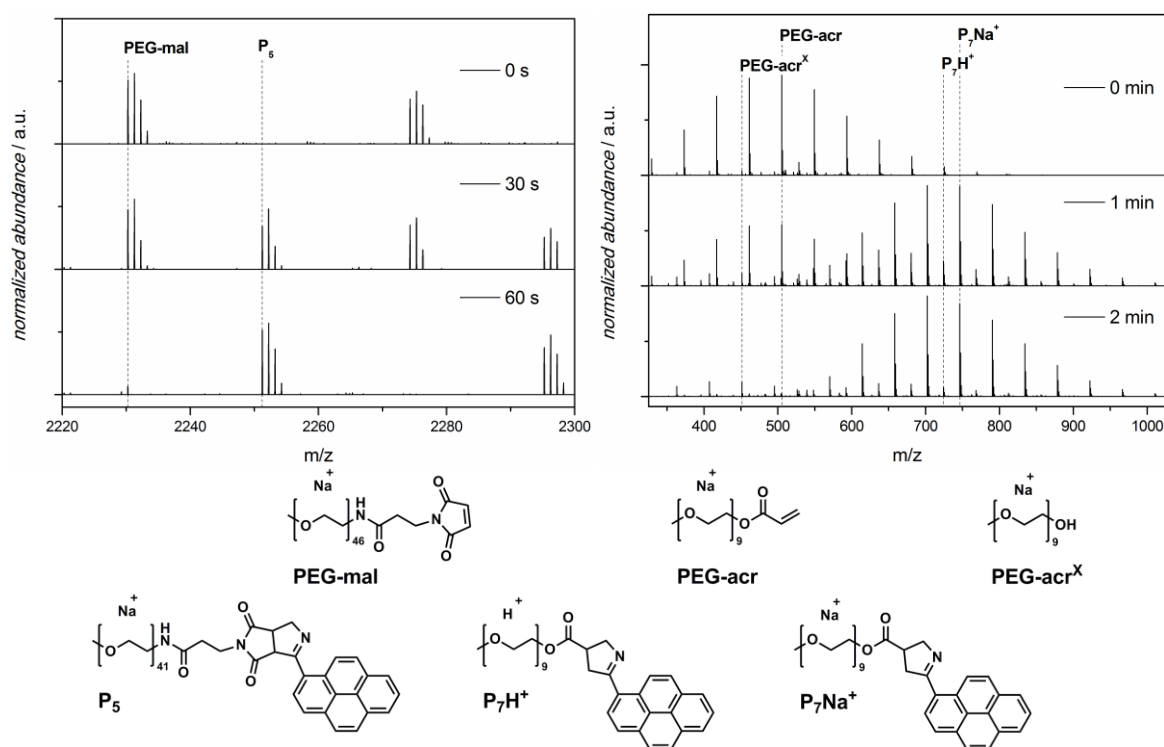 PEG-mal
P5
0 s
30 s
60 s
normalized abundance / a.u.
2220 2240 2260 2280 2300
m/z
PEG-acr
PEG-acrX
P7Na+
P7H+
0 min
1 min
2 min
normalized abundance / a.u.
400 500 600 700 800 900 1000
m/z
Na+
O
46
H
N
O
O
N
O
PEG-mal
Na+
O
9
O
O
PEG-acr
Na+
O
9
OH
PEG-acrX
Na+
O
41
H
N
O
O
N
O
N
P5
H+
O
9
O
O
N
P7H+
Na+
O
9
O
O
N
P7Na+